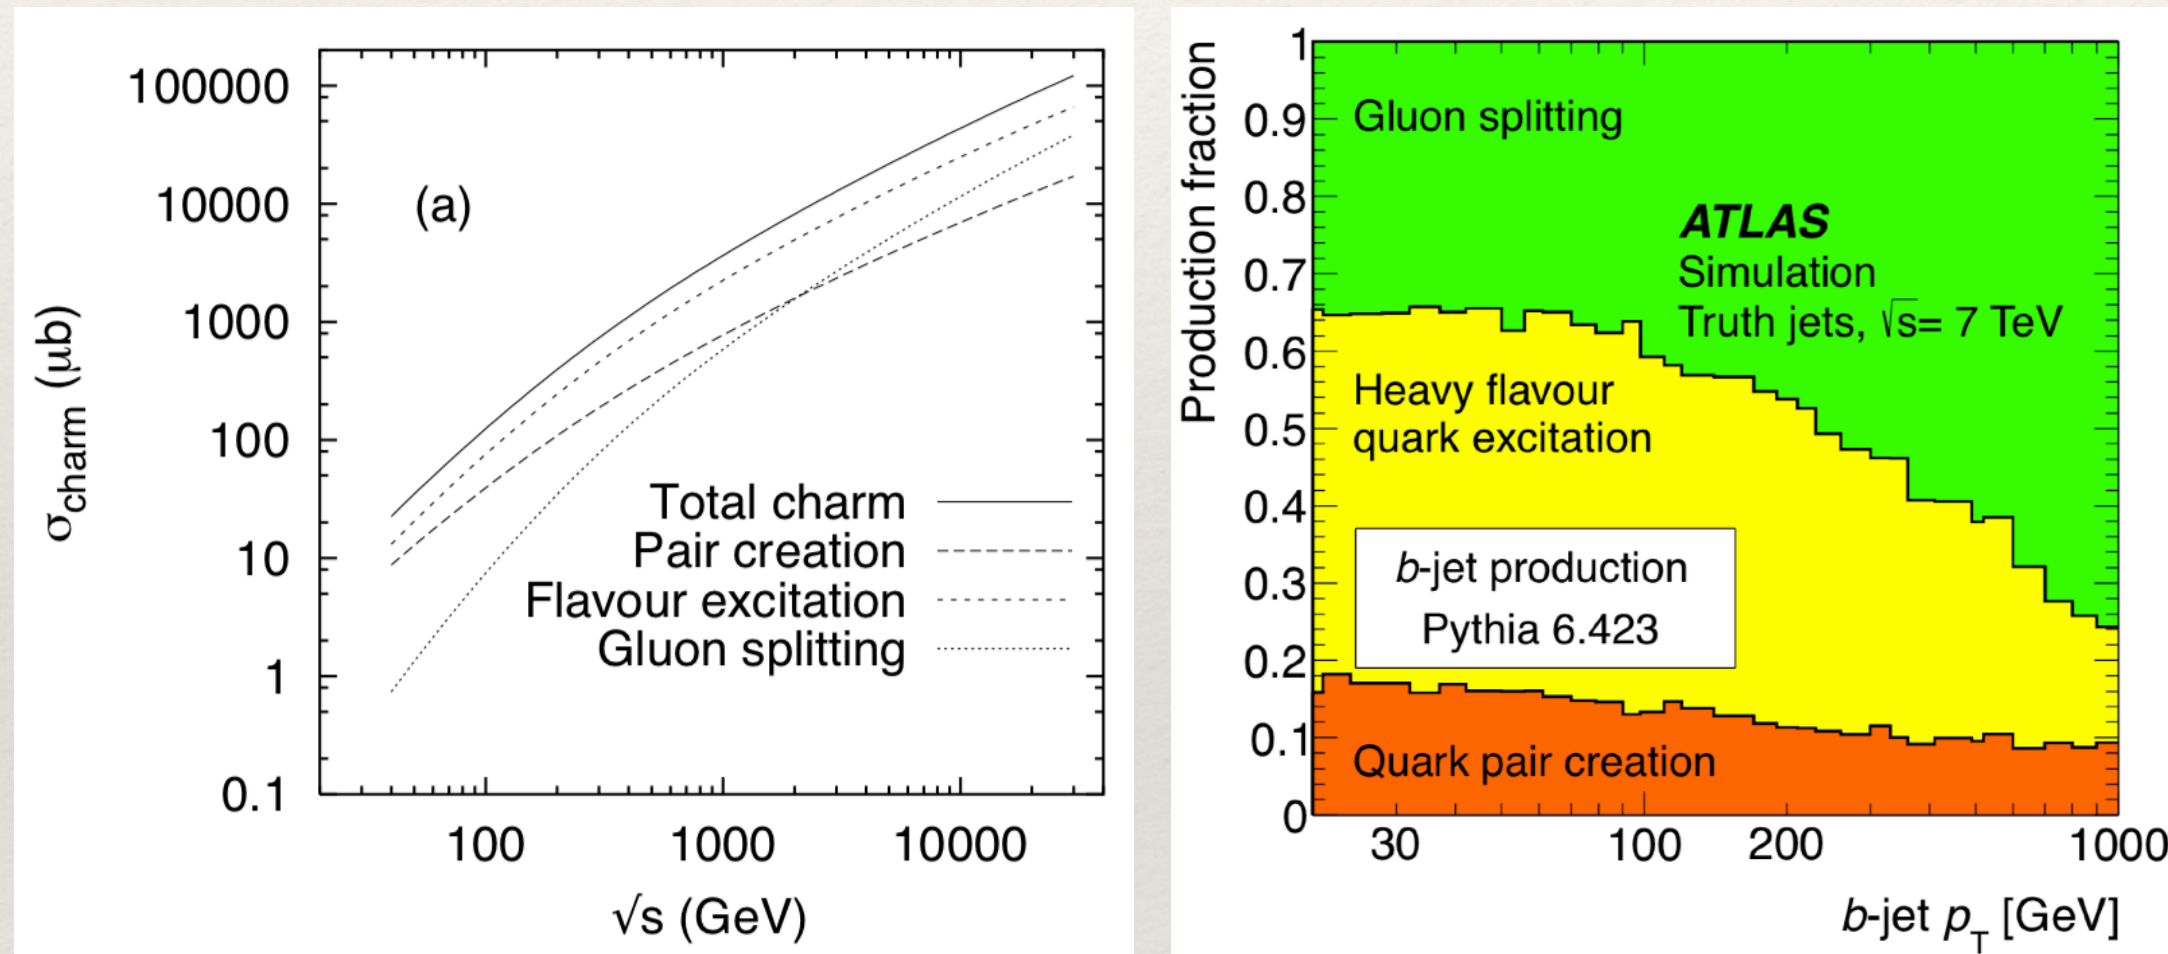 100000
10000
1000
100
10
1
0.1
σcharm (μb)
(a)
Total charm
Pair creation
Flavour excitation
Gluon splitting
100 1000 10000
√s (GeV)
Production fraction
1
0.9
0.8
0.7
0.6
0.5
0.4
0.3
0.2
0.1
0
Gluon splitting
ATLAS
Simulation
Truth jets, √s= 7 TeV
Heavy flavour
quark excitation
b-jet production
Pythia 6.423
Quark pair creation
30 100 200 1000
b-jet pT [GeV]